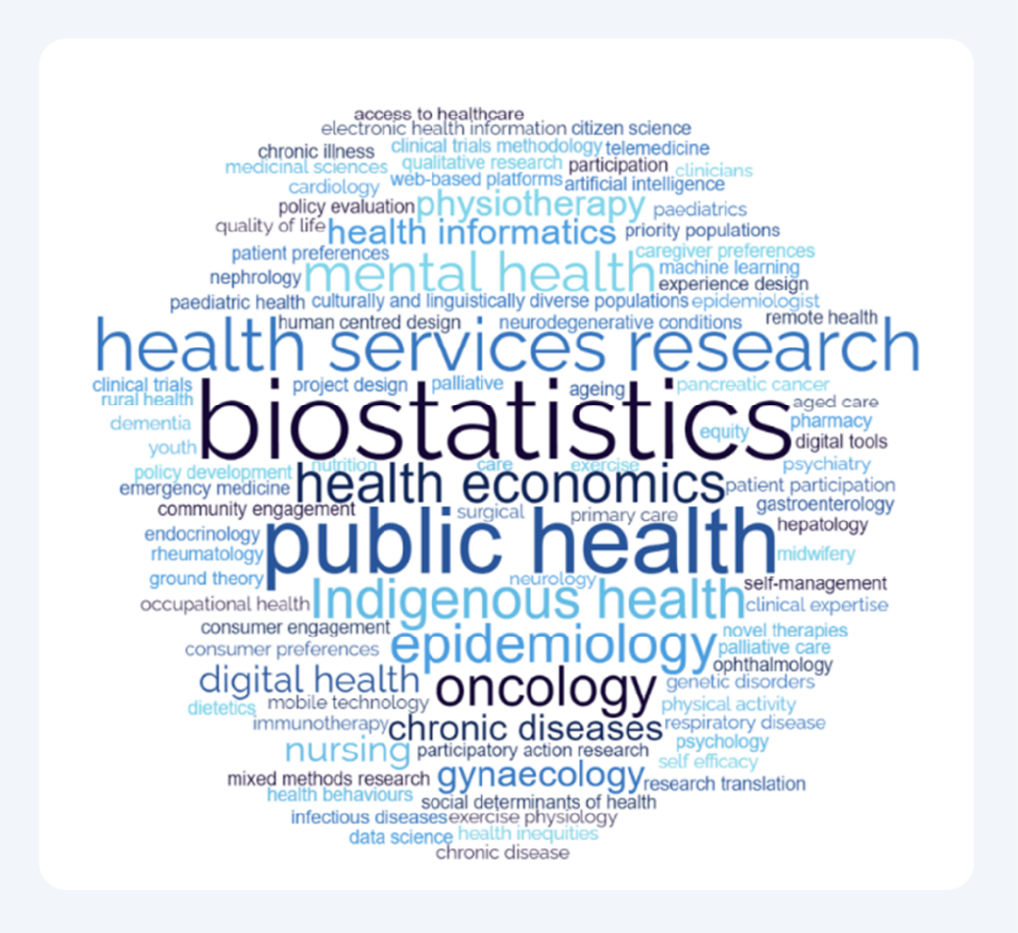 access to healthcare
electronic health information citizen science
chronic illness clinical trials methodology telemedicine
medicinal sciences qualitative research participation clinicians
cardiology web-based platforms artificial intelligence
policy evaluation physiotherapy paediatrics
quality of life health informatics priority populations
patient preferences caregiver preferences
nephrology mental health machine learning
experience design
paediatric health culturally and linguistically diverse populations epidemiologist
human centred design neurodegenerative conditions remote health
health services research
clinical trials project design palliative ageing pancreatic cancer
rural health aged care
dementia biostatistics equity pharmacy
youth digital tools
policy development nutrition care exercise psychiatry
emergency medicine health economics patient participation
community engagement surgical primary care gastroenterology
endocrinology hepatology
rheumatology public health midwifery
ground theory neurology self-management
occupational health Indigenous health clinical expertise
consumer engagement novel therapies
consumer preferences epidemiology palliative care
ophthalmology
digital health oncology genetic disorders
dietetics mobile technology physical activity
immunotherapy chronic diseases respiratory disease
nursing participatory action research psychology
self efficacy
mixed methods research gynaecology research translation
health behaviours social determinants of health
infectious diseases exercise physiology
data science health inequities
chronic disease